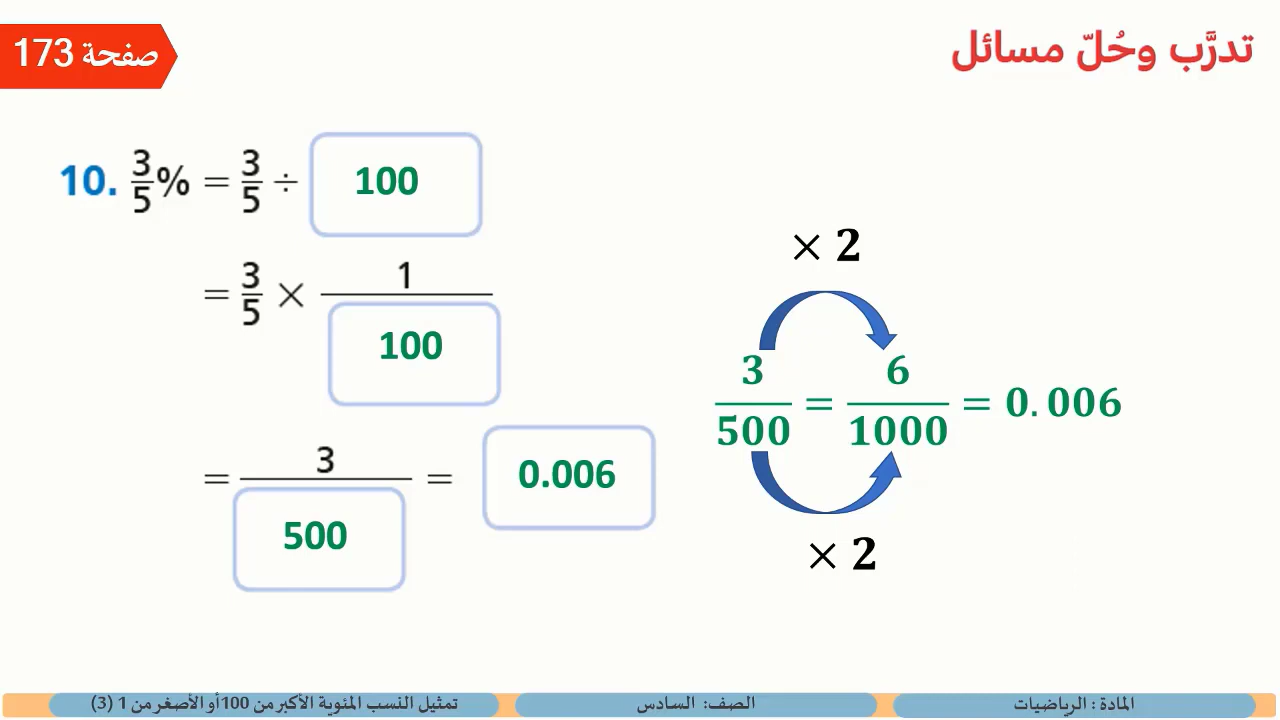 تدرَّب وحُلّ مسائل
صفحة 173
10. 3/5% = 3/5 ÷ 100
= 3/5 × 1/100
= 3/500 = 0.006
× 2
3/500 = 6/1000 = 0.006
× 2
المادة : الرياضيات
الصف: السادس
تمثيل النسب المئوية الأكبر من 100 أو الأصغر من 1 (3)